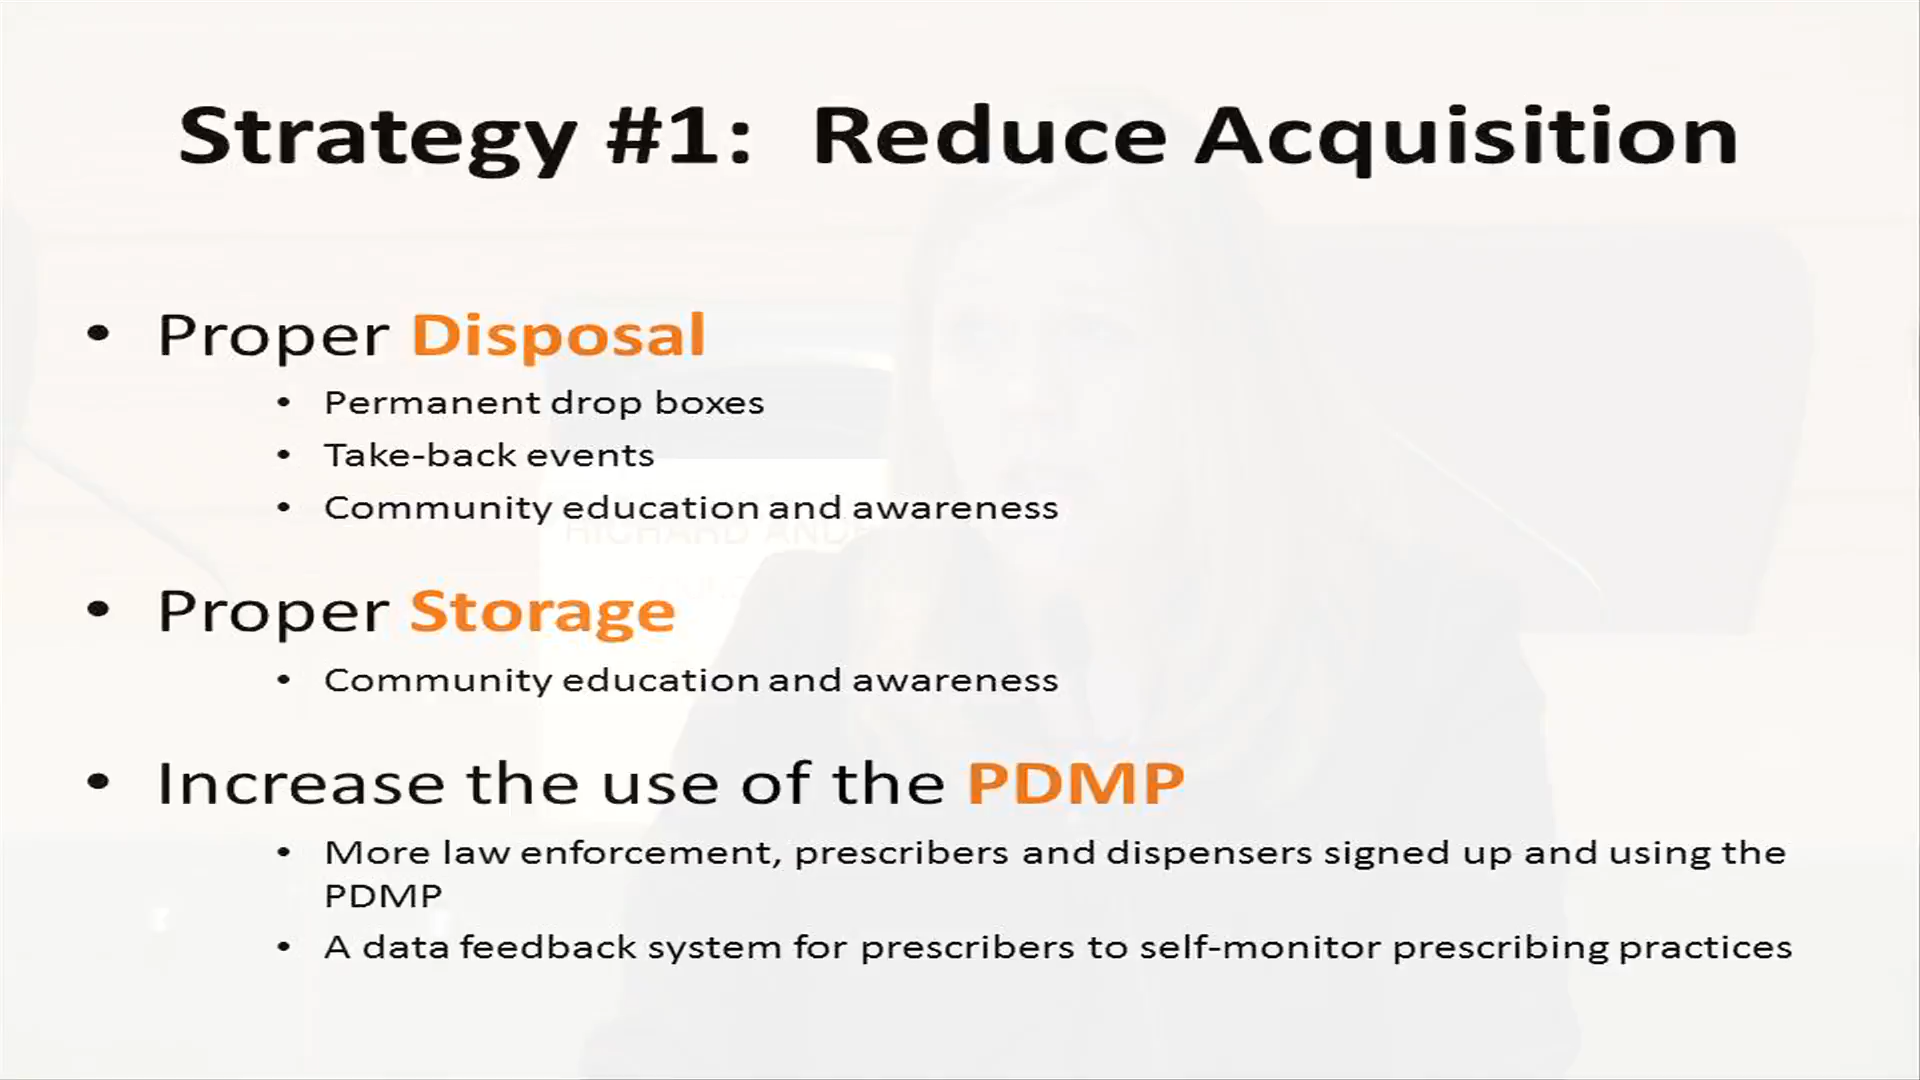 Strategy #1: Reduce Acquisition
• Proper Disposal
• Permanent drop boxes
• Take-back events
• Community education and awareness
RICHARD
• Proper Storage
• Community education and awareness
• Increase the use of the PDMP
• More law enforcement, prescribers and dispensers signed up and using the
PDMP
• A data feedback system for prescribers to self-monitor prescribing practices